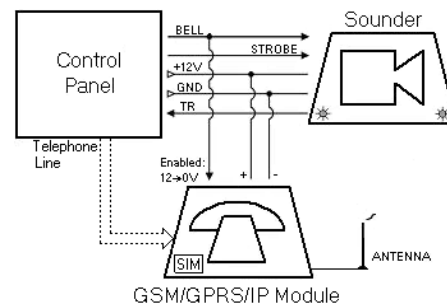 Sounder
Control
Panel
BELL
STROBE
+12V
GND
TR
Telephone
Line
Enabled:
12→0V
+ -
SIM
ANTENNA
GSM/GPRS/IP Module